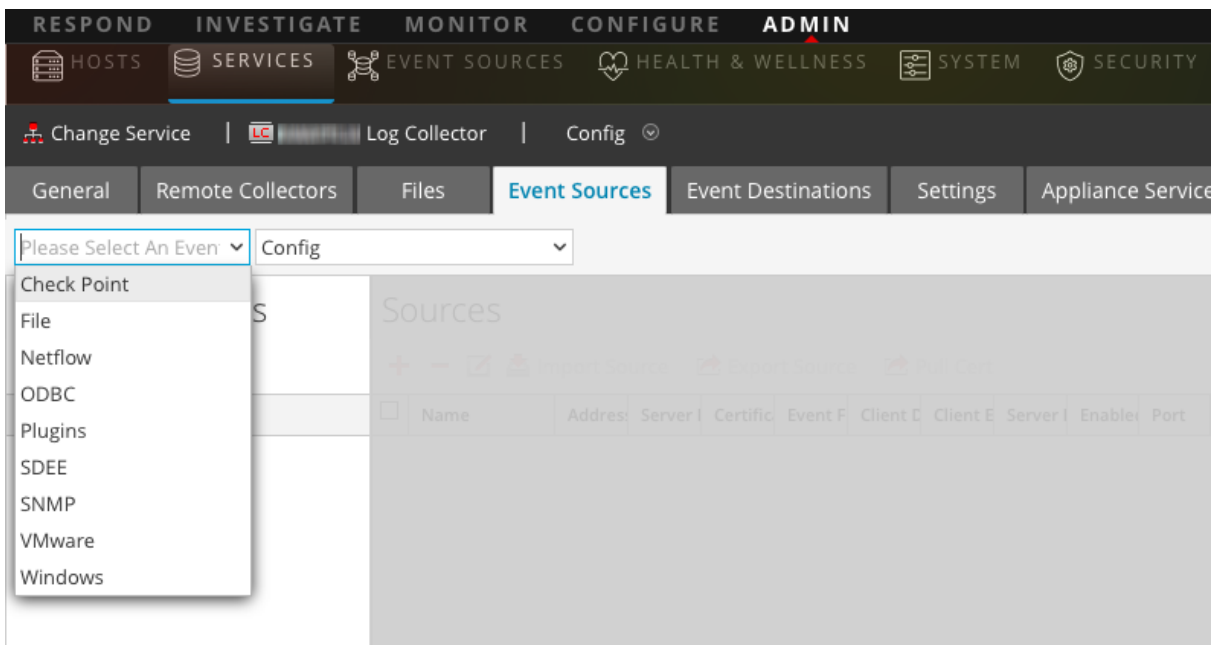 RESPOND INVESTIGATE MONITOR CONFIGURE ADMIN
HOSTS SERVICES EVENT SOURCES HEALTH & WELLNESS SYSTEM SECURITY
Change Service | LC Log Collector | Config
General Remote Collectors Files Event Sources Event Destinations Settings Appliance Service
Please Select An Even Config
Check Point
File
Netflow
ODBC
Plugins
SDEE
SNMP
VMware
Windows
s Sources
Import Source Export Source
Name Addres Server Certific Event F Client D Client E Server Enable Port